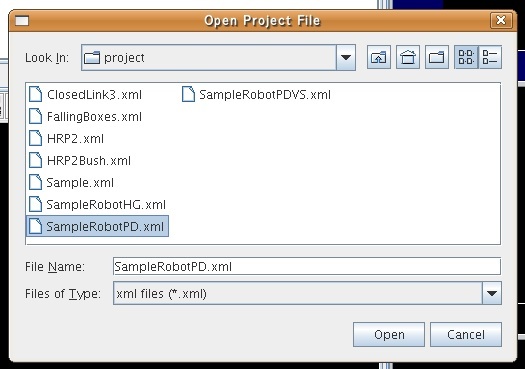 Open Project File
Look In: project
ClosedLink3.xml
FallingBoxes.xml
HRP2.xml
HRP2Bush.xml
Sample.xml
SampleRobotHG.xml
SampleRobotPD.xml
SampleRobotPDVS.xml
File Name: SampleRobotPD.xml
Files of Type: xml files (*.xml)
Open Cancel